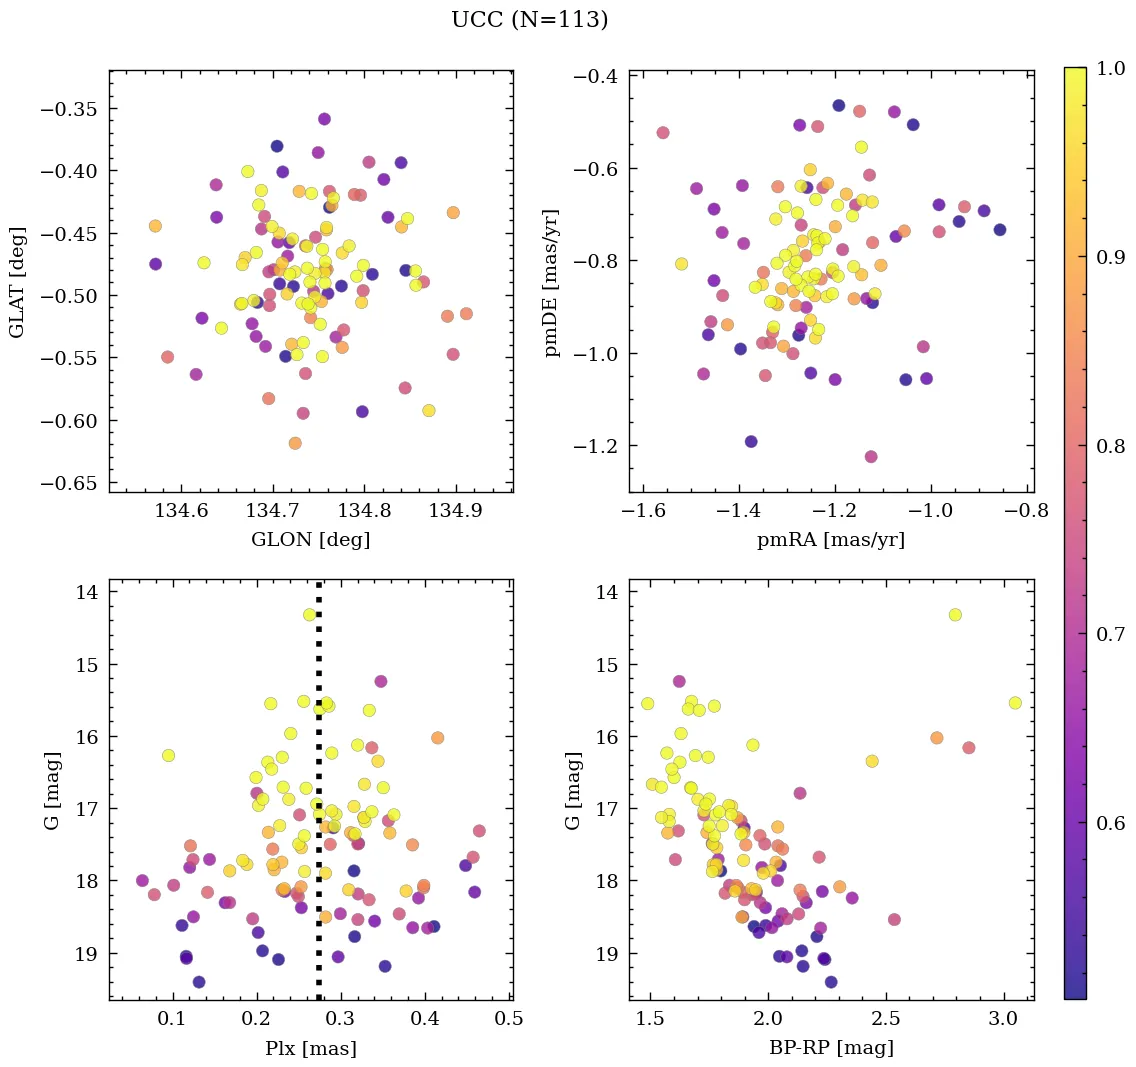 UCC (N=113)
−0.35
−0.40
−0.45
−0.50
−0.55
−0.60
−0.65
GLAT [deg]
134.6 134.7 134.8 134.9
GLON [deg]
−0.4
−0.6
−0.8
−1.0
−1.2
pmDE [mas/yr]
−1.6 −1.4 −1.2 −1.0 −0.8
pmRA [mas/yr]
14
15
16
17
18
19
G [mag]
0.1 0.2 0.3 0.4 0.5
Plx [mas]
14
15
16
17
18
19
G [mag]
1.5 2.0 2.5 3.0
BP-RP [mag]
1.0
0.9
0.8
0.7
0.6